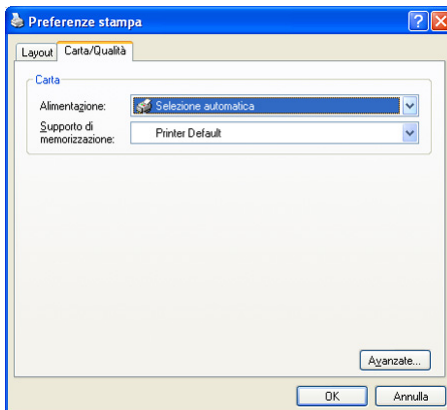 Preferenze stampa
Layout
Carta/Qualità
Carta
Alimentazione:
Selezione automatica
Supporto di
memorizzazione:
Printer Default
Avanzate...
OK
Annulla